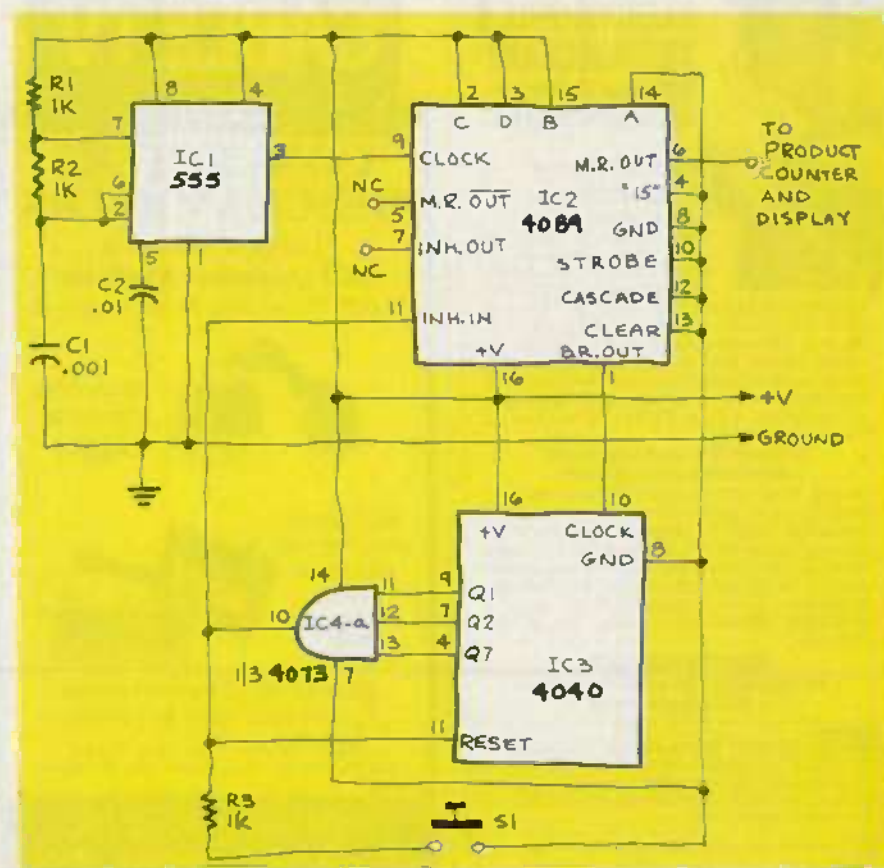 R1
1K
R2
1K
7
6
2
8
4
IC1
555
3
5
1
C2
.01
C1
.001
2
3
15
14
C
D
B
A
9
CLOCK
NC
M.R. OUT
5
7
INH. OUT
NC
11
INH. IN
IC2
4089
+V
16
BR. OUT
1
6
M.R. OUT
4
"15"
8
GND
10
STROBE
12
CASCADE
13
CLEAR
TO
PRODUCT
COUNTER
AND
DISPLAY
+V
GROUND
16
+V
10
CLOCK
GND
8
14
10
IC4-a
11
12
13
1/3 4073
7
9
Q1
7
Q2
4
Q7
IC3
4040
11
RESET
R3
1K
S1